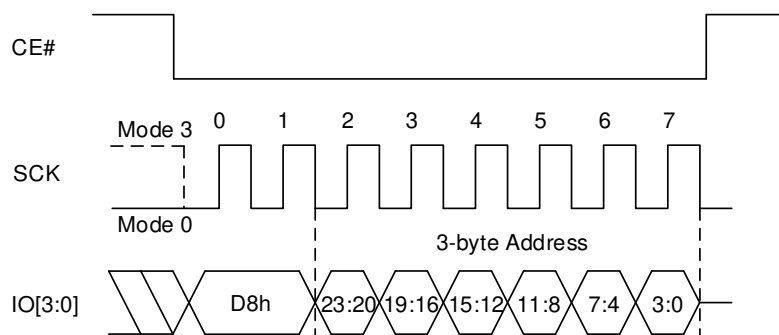 CE#
Mode 3 0 1 2 3 4 5 6 7
SCK
Mode 0
3-byte Address
IO[3:0] D8h 23:20 19:16 15:12 11:8 7:4 3:0